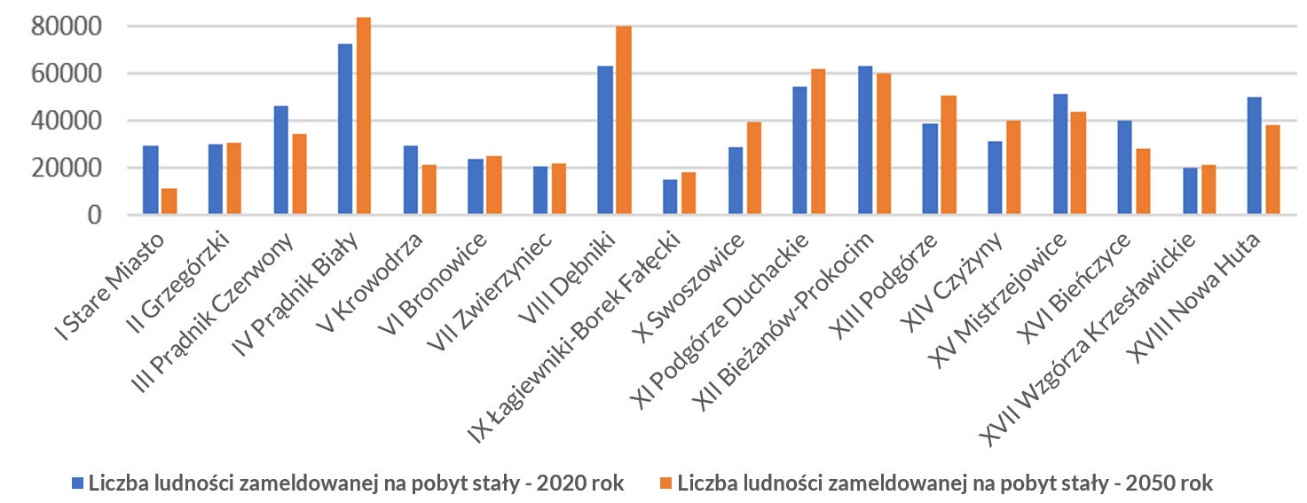 80000
60000
40000
20000
0
I Stare Miasto
II Grzegórzki
III Prądnik Czerwony
IV Prądnik Biały
V Krowodrza
VI Bronowice
VII Zwierzyniec
VIII Dębniki
IX Łagiewniki-Borek Fałęcki
X Swoszowice
XI Podgórze Duchackie
XII Bieżanów-Prokocim
XIII Podgórze
XIV Czyżyny
XV Mistrzejowice
XVI Bieńczyce
XVII Wzgórza Krzesławickie
XVIII Nowa Huta
Liczba ludności zameldowanej na pobyt stały - 2020 rok
Liczba ludności zameldowanej na pobyt stały - 2050 rok